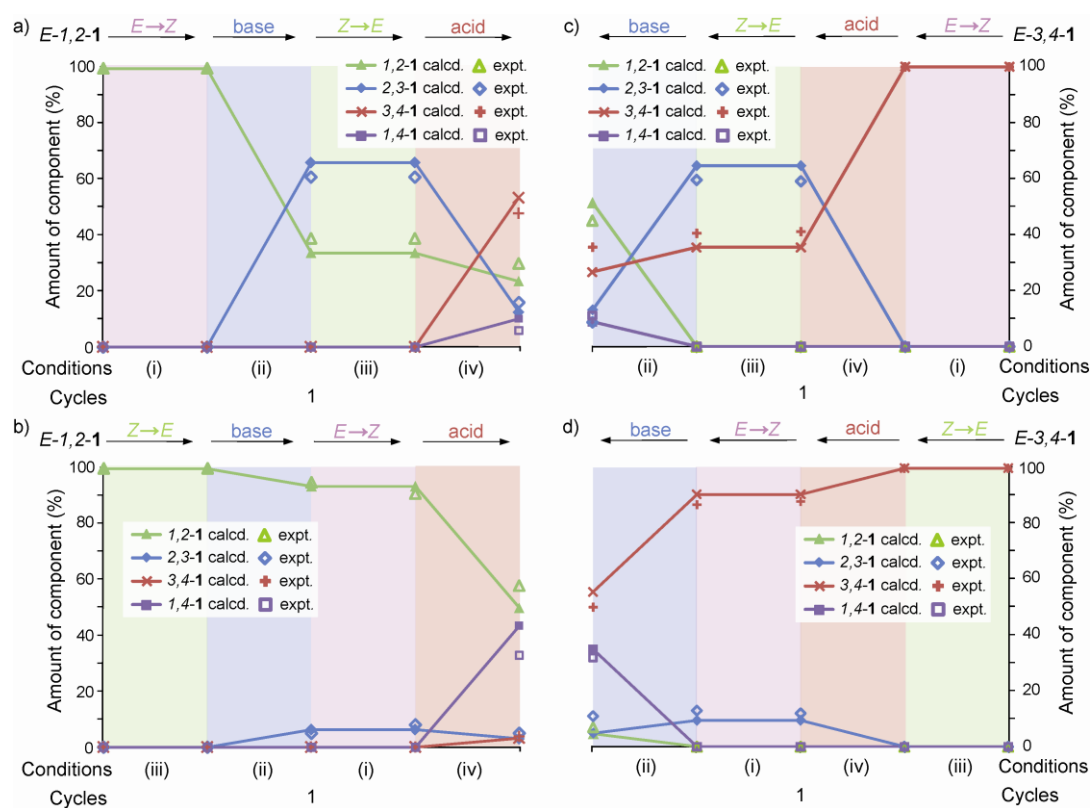 a)
E-1,2-1
E→Z
base
Z→E
acid
Amount of component (%)
100
80
60
40
20
0
1,2-1 calcd. expt.
2,3-1 calcd. expt.
3,4-1 calcd. expt.
1,4-1 calcd. expt.
Conditions (i) (ii) (iii) (iv)
Cycles 1
c)
base
Z→E
acid
E→Z
E-3,4-1
1,2-1 calcd. expt.
2,3-1 calcd. expt.
3,4-1 calcd. expt.
1,4-1 calcd. expt.
100
80
60
40
20
0
Amount of component (%)
(ii) (iii) (iv) (i) Conditions
1 Cycles
b)
E-1,2-1
Z→E
base
E→Z
acid
Amount of component (%)
100
80
60
40
20
0
1,2-1 calcd. expt.
2,3-1 calcd. expt.
3,4-1 calcd. expt.
1,4-1 calcd. expt.
Conditions (iii) (ii) (i) (iv)
Cycles 1
d)
base
E→Z
acid
Z→E
E-3,4-1
1,2-1 calcd. expt.
2,3-1 calcd. expt.
3,4-1 calcd. expt.
1,4-1 calcd. expt.
100
80
60
40
20
0
Amount of component (%)
(ii) (i) (iv) (iii) Conditions
1 Cycles